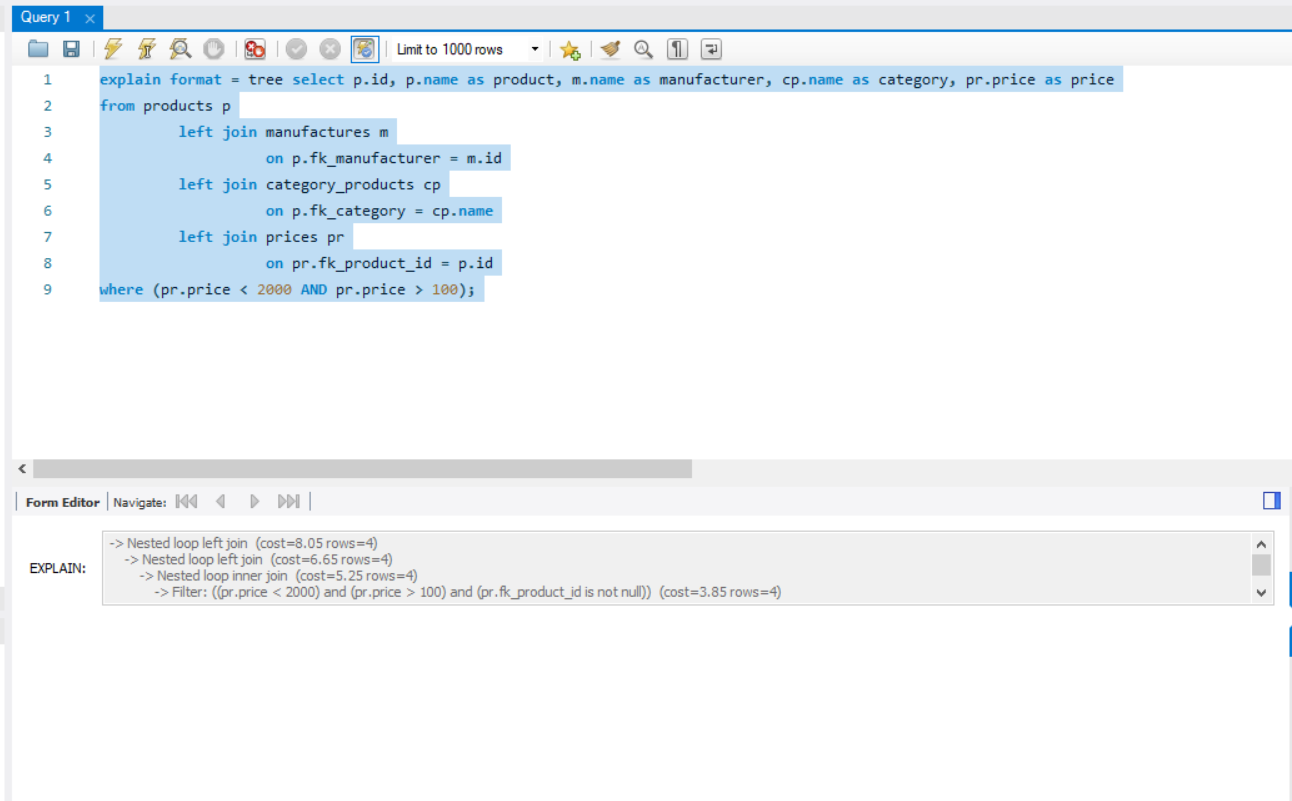 Query 1
Limit to 1000 rows
1 explain format = tree select p.id, p.name as product, m.name as manufacturer, cp.name as category, pr.price as price
2 from products p
3 left join manufactures m
4 on p.fk_manufacturer = m.id
5 left join category_products cp
6 on p.fk_category = cp.name
7 left join prices pr
8 on pr.fk_product_id = p.id
9 where (pr.price < 2000 AND pr.price > 100);
Form Editor Navigate:
EXPLAIN:
-> Nested loop left join (cost=8.05 rows=4)
-> Nested loop left join (cost=6.65 rows=4)
-> Nested loop inner join (cost=5.25 rows=4)
-> Filter: ((pr.price < 2000) and (pr.price > 100) and (pr.fk_product_id is not null)) (cost=3.85 rows=4)